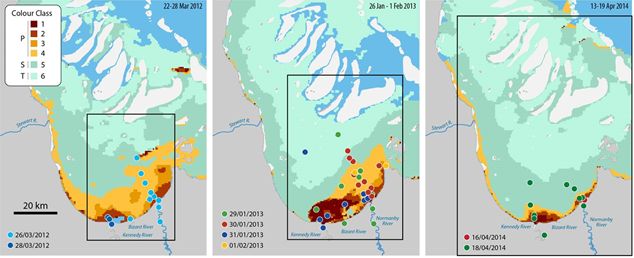 Colour Class
P
1
2
3
4
S
5
T
6
22-28 Mar 2012
Stewart R.
20 km
Kennedy River
Bizant River
26/03/2012
28/03/2012
26 Jan - 1 Feb 2013
Stewart R.
29/01/2013
30/01/2013
31/01/2013
01/02/2013
Normanby River
Kennedy River
Bizant River
13-19 Apr 2014
Stewart R.
Kennedy River
Bizant River
Normanby River
16/04/2014
18/04/2014